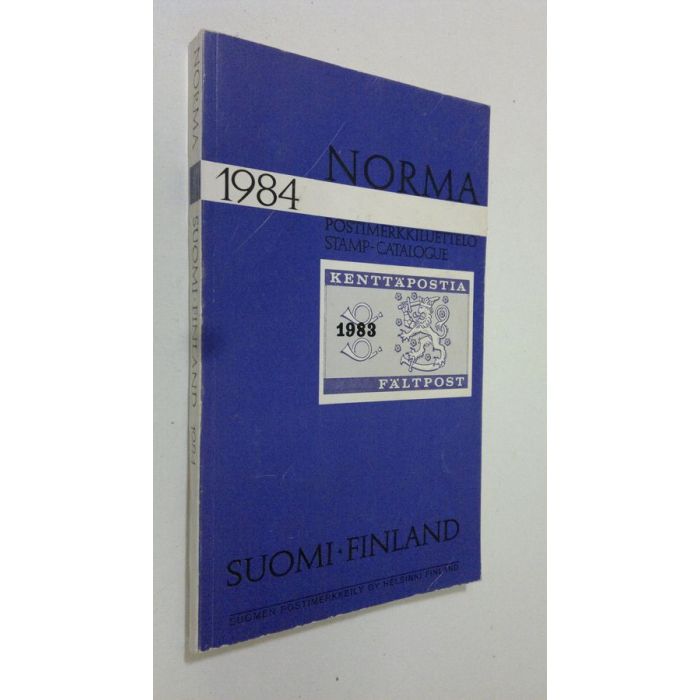 NORMA
1984
POSTIMERKKILUETTELO
STAMP-CATALOGUE
KENTTÄPOSTIA
1983
FÄLTPOST
SUOMI·FINLAND
SUOMEN POSTIMERKKEILY OY HELSINKI FINLAND
NORMA SUOMI·FINLAND 1984